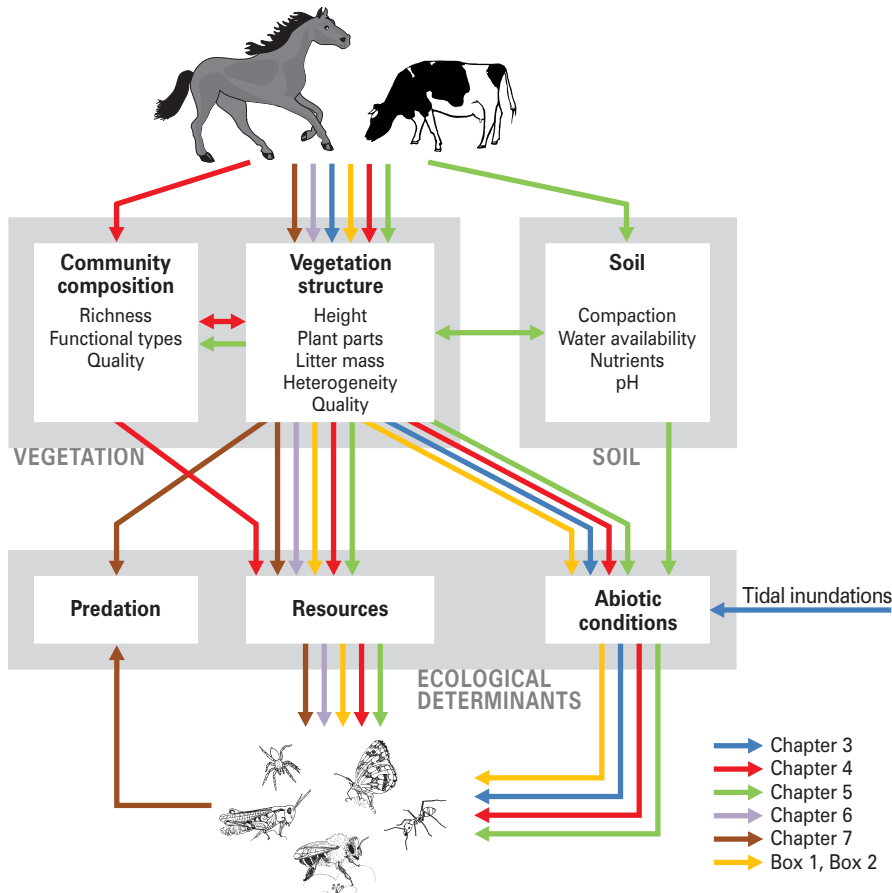 Community
composition
Richness
Functional types
Quality
Vegetation
structure
Height
Plant parts
Litter mass
Heterogeneity
Quality
Soil
Compaction
Water availability
Nutrients
pH
VEGETATION
SOIL
Predation
Resources
Abiotic
conditions
Tidal inundations
ECOLOGICAL
DETERMINANTS
Chapter 3
Chapter 4
Chapter 5
Chapter 6
Chapter 7
Box 1, Box 2